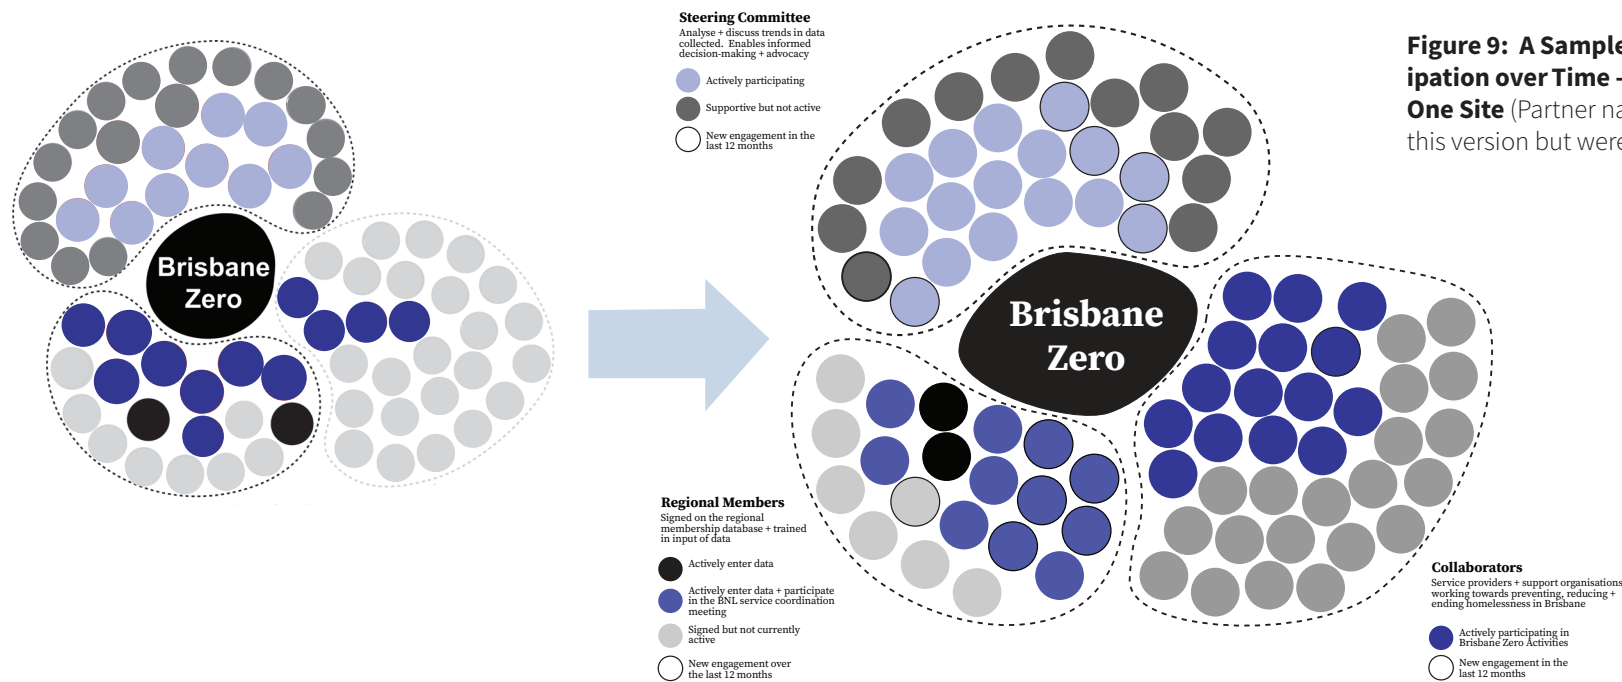 Brisbane
Zero
Steering Committee
Analyse + discuss trends in data
collected. Enables informed
decision-making + advocacy
Actively participating
Supportive but not active
New engagement in the
last 12 months
Figure 9: A Sample
ipation over Time -
One Site (Partner na
this version but were
Brisbane
Zero
Regional Members
Signed on the regional
membership database + trained
in input of data
Actively enter data
Actively enter data + participate
in the BNL service coordination
meeting
Signed but not currently
active
New engagement over
the last 12 months
Collaborators
Service providers + support organisations
working towards preventing, reducing +
ending homelessness in Brisbane
Actively participating in
Brisbane Zero Activities
New engagement in the
last 12 months